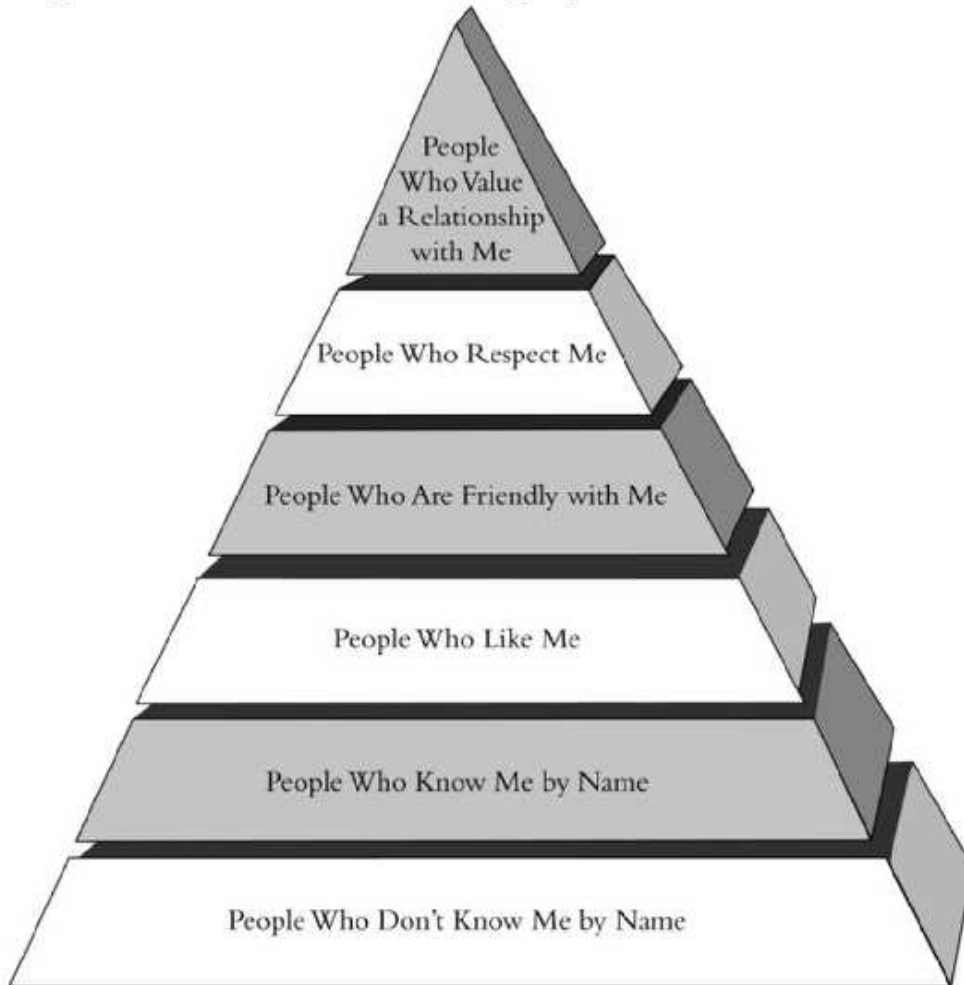 People
Who Value
a Relationship
with Me
People Who Respect Me
People Who Are Friendly with Me
People Who Like Me
People Who Know Me by Name
People Who Don't Know Me by Name